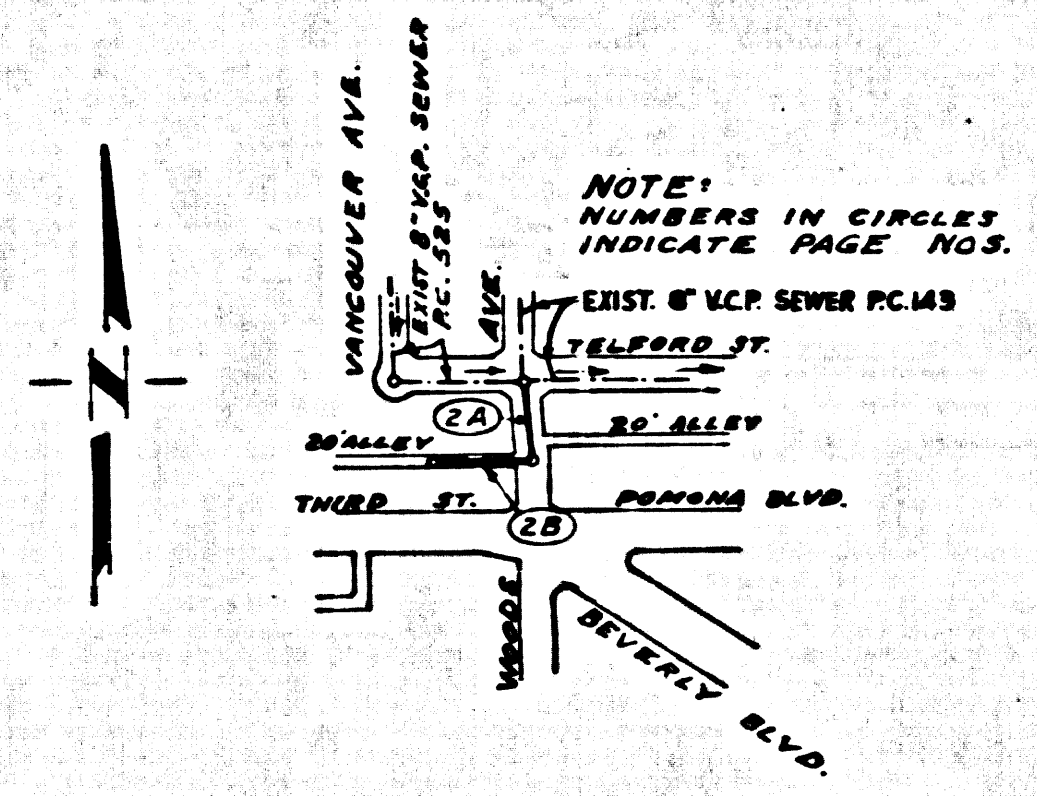 VANCOUVER AVE.
EXIST 8" V.C.P. SEWER
P.C. 525
AVE.
NOTE:
NUMBERS IN CIRCLES
INDICATE PAGE NOS.
EXIST. 8" V.C.P. SEWER P.C. 143
TELFORD ST.
N
2A
20' ALLEY
20' ALLEY
THIRD ST.
POMONA BLVD.
2B
WOODS
BEVERLY BLVD.